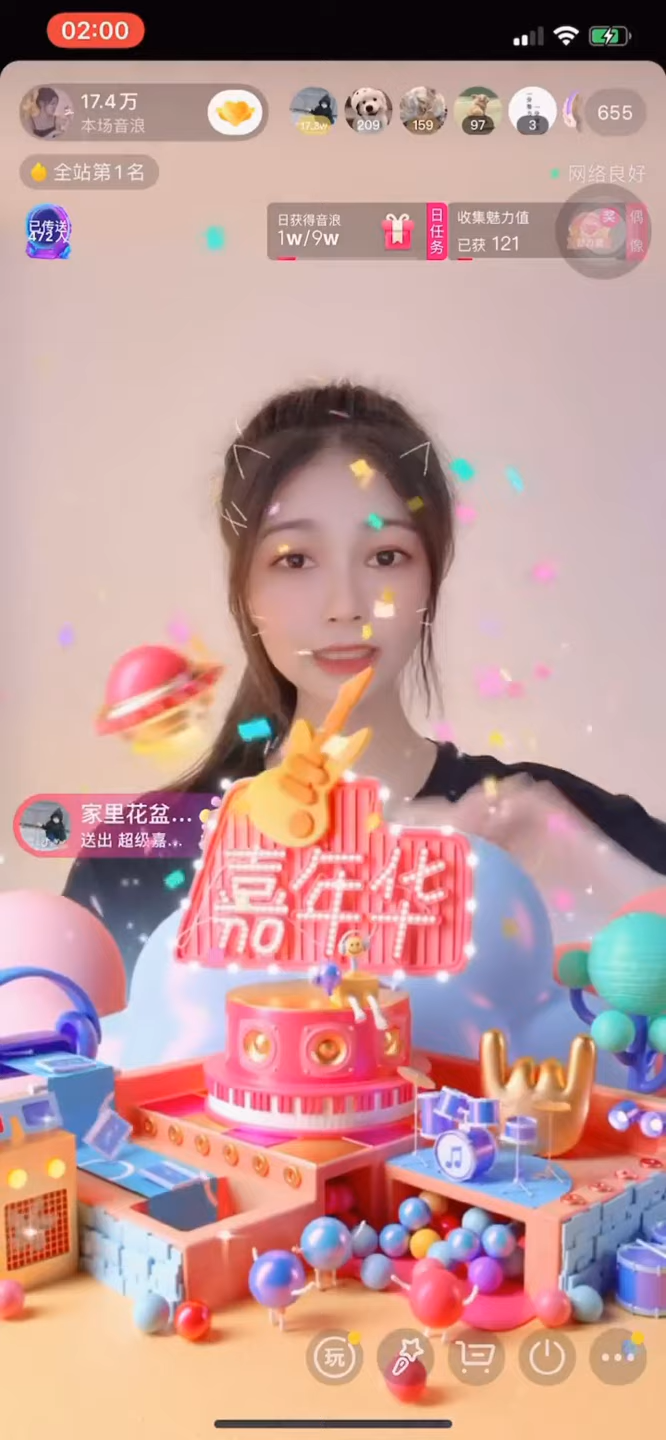 02:00
17.4万
本场音浪
17.3w
209
159
97
3
655
全站第1名
网络良好
已传送
472人
日获得音浪
1w/9w
日任务
收集魅力值
已获 121
奖
偶像
家里花盆...
送出 超级嘉...
嘉年华
玩